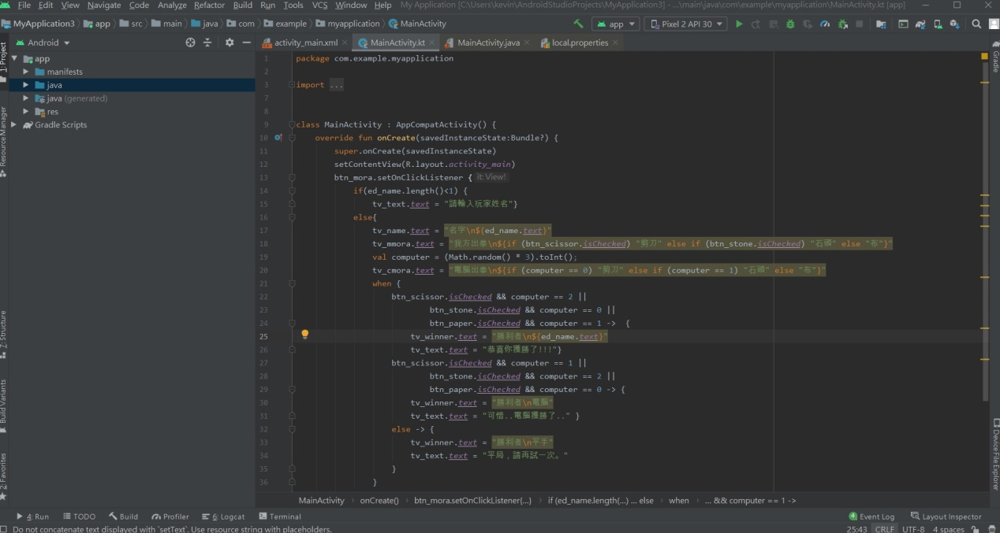 File Edit View Navigate Code Analyze Refactor Build Run Tools VCS Window Help My Application [C:\Users\kevin\AndroidStudioProjects\MyApplication3] - ...\main\java\com\example\myapplication\MainActivity.kt [app]
MyApplication3 app src main java com example myapplication MainActivity app Pixel 2 API 30
Android activity_main.xml MainActivity.kt MainActivity.java local.properties
1: Project
Resource Manager
Z: Structure
Build Variants
2: Favorites
app
manifests
java
java (generated)
res
Gradle Scripts
1 package com.example.myapplication
2
3 import ...
7
8
9 class MainActivity : AppCompatActivity() {
10 override fun onCreate(savedInstanceState:Bundle?) {
11 super.onCreate(savedInstanceState)
12 setContentView(R.layout.activity_main)
13 btn_mora.setOnClickListener { it: View!
14 if(ed_name.length()<1) {
15 tv_text.text = "請輸入玩家姓名"}
16 else{
17 tv_name.text = "名字\n${ed_name.text}"
18 tv_mmora.text = "我方出拳\n${if (btn_scissor.isChecked) "剪刀" else if (btn_stone.isChecked) "石頭" else "布"}"
19 val computer = (Math.random() * 3).toInt();
20 tv_cmora.text = "電腦出拳\n${if (computer == 0) "剪刀" else if (computer == 1) "石頭" else "布"}"
21 when {
22 btn_scissor.isChecked && computer == 2 ||
23 btn_stone.isChecked && computer == 0 ||
24 btn_paper.isChecked && computer == 1 -> {
25 tv_winner.text = "勝利者\n${ed_name.text}"
26 tv_text.text = "恭喜你獲勝了!!!"}
27 btn_scissor.isChecked && computer == 1 ||
28 btn_stone.isChecked && computer == 2 ||
29 btn_paper.isChecked && computer == 0 -> {
30 tv_winner.text = "勝利者\n電腦"
31 tv_text.text = "可惜..電腦獲勝了.." }
32 else -> {
33 tv_winner.text = "勝利者\n平手"
34 tv_text.text = "平局，請再試一次。"
35 }
36 }
Gradle
Device File Explorer
MainActivity onCreate() btn_mora.setOnClickListener{...} if (ed_name.length(...) ... else when ... && computer == 1 ->
4: Run TODO Build Profiler 6: Logcat Terminal 4 Event Log Layout Inspector
Do not concatenate text displayed with `setText`. Use resource string with placeholders. 25:43 CRLF UTF-8 4 spaces